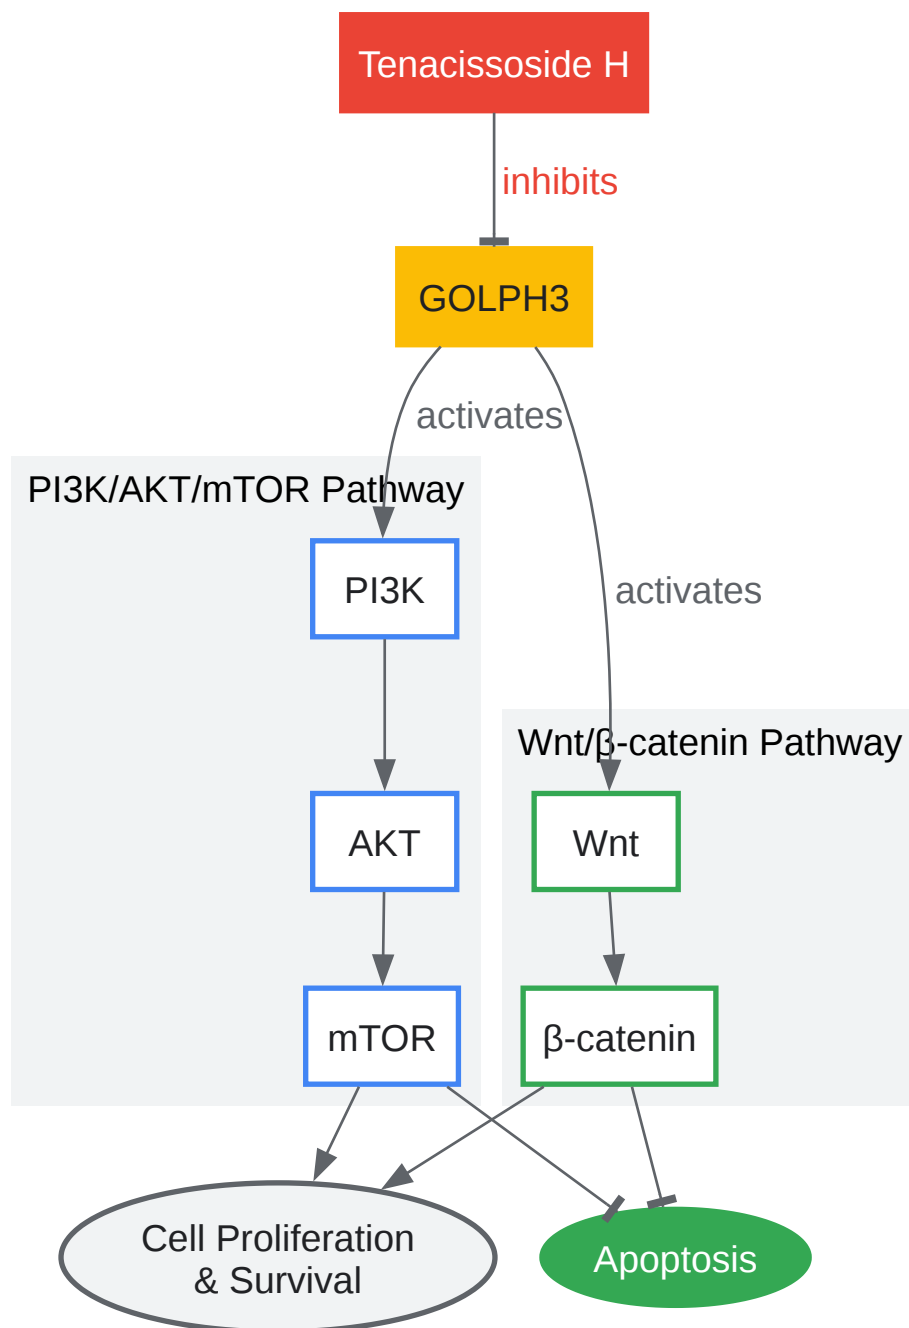 Tenacissoside H
inhibits
GOLPH3
activates
PI3K/AKT/mTOR Pathway
PI3K
activates
Wnt/β-catenin Pathway
AKT
Wnt
mTOR
β-catenin
Cell Proliferation
& Survival
Apoptosis